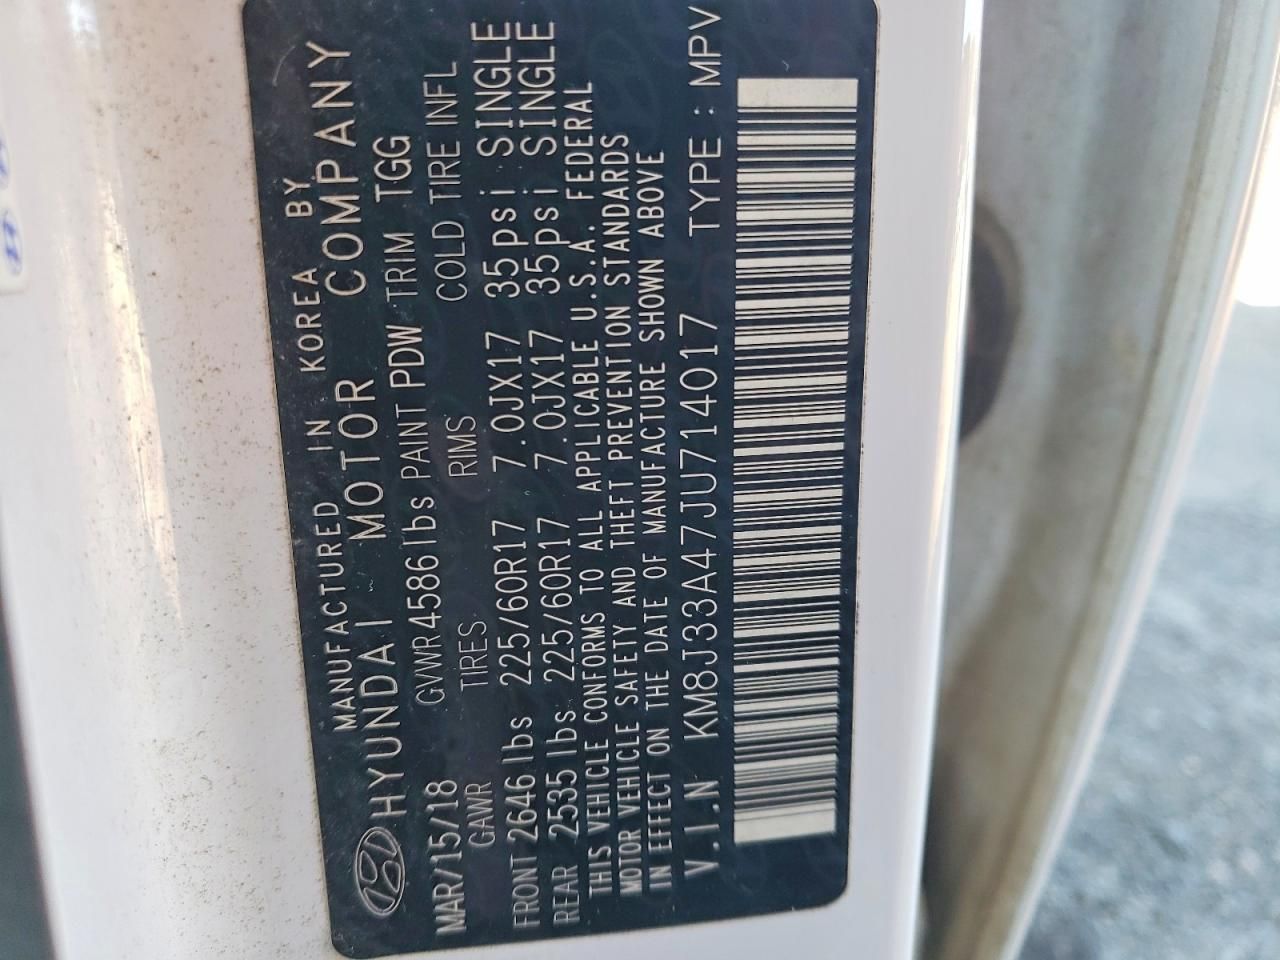 MANUFACTURED IN KOREA BY
HYUNDAI MOTOR COMPANY
MAR/15/18 GVWR 4586 lbs PAINT PDW TRIM TGG
GAWR TIRES RIMS COLD TIRE INFL
FRONT 2646 lbs 225/60R17 7.0JX17 35psi SINGLE
REAR 2535 lbs 225/60R17 7.0JX17 35psi SINGLE
THIS VEHICLE CONFORMS TO ALL APPLICABLE U.S.A. FEDERAL
MOTOR VEHICLE SAFETY AND THEFT PREVENTION STANDARDS
IN EFFECT ON THE DATE OF MANUFACTURE SHOWN ABOVE
V.I.N KM8J33A47JU714017 TYPE : MPV